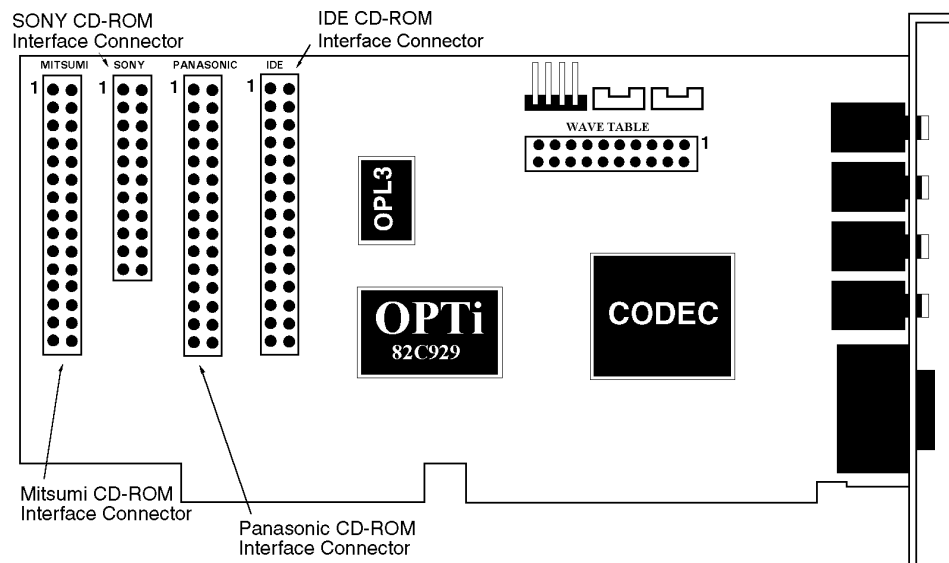 SONY CD-ROM
Interface Connector
IDE CD-ROM
Interface Connector
MITSUMI
SONY
PANASONIC
IDE
1
1
1
1
WAVE TABLE
1
OPL3
OPTi
82C929
CODEC
Mitsumi CD-ROM
Interface Connector
Panasonic CD-ROM
Interface Connector